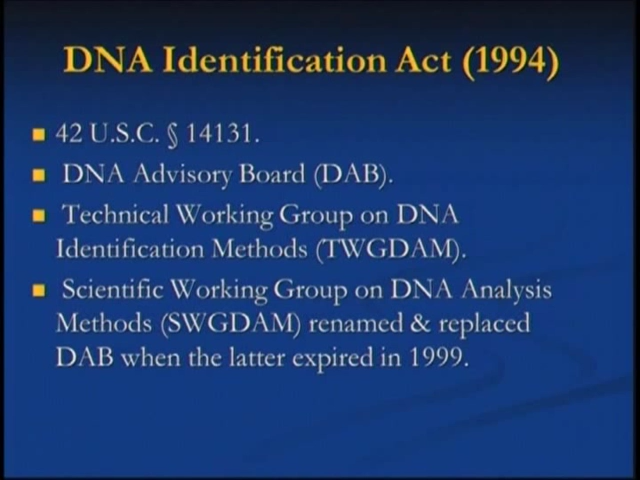 DNA Identification Act (1994)
42 U.S.C. § 14131.
DNA Advisory Board (DAB).
Technical Working Group on DNA
Identification Methods (TWGDAM).
Scientific Working Group on DNA Analysis
Methods (SWGDAM) renamed & replaced
DAB when the latter expired in 1999.